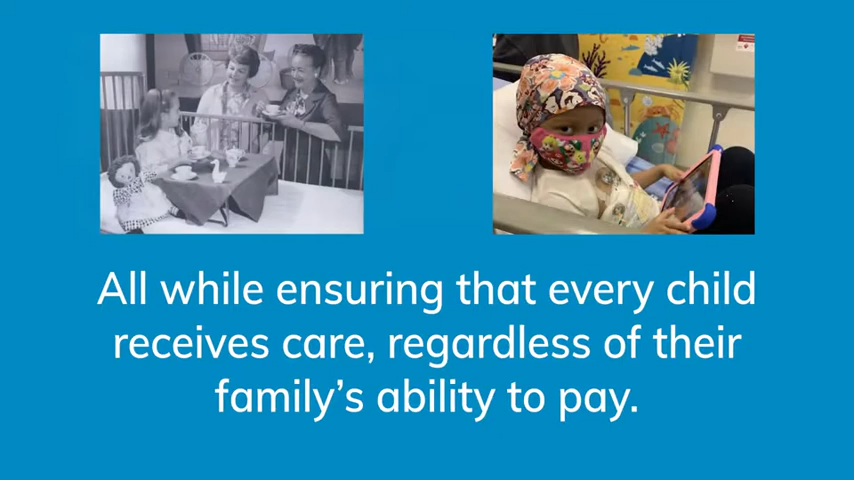 All while ensuring that every child
receives care, regardless of their
family's ability to pay.